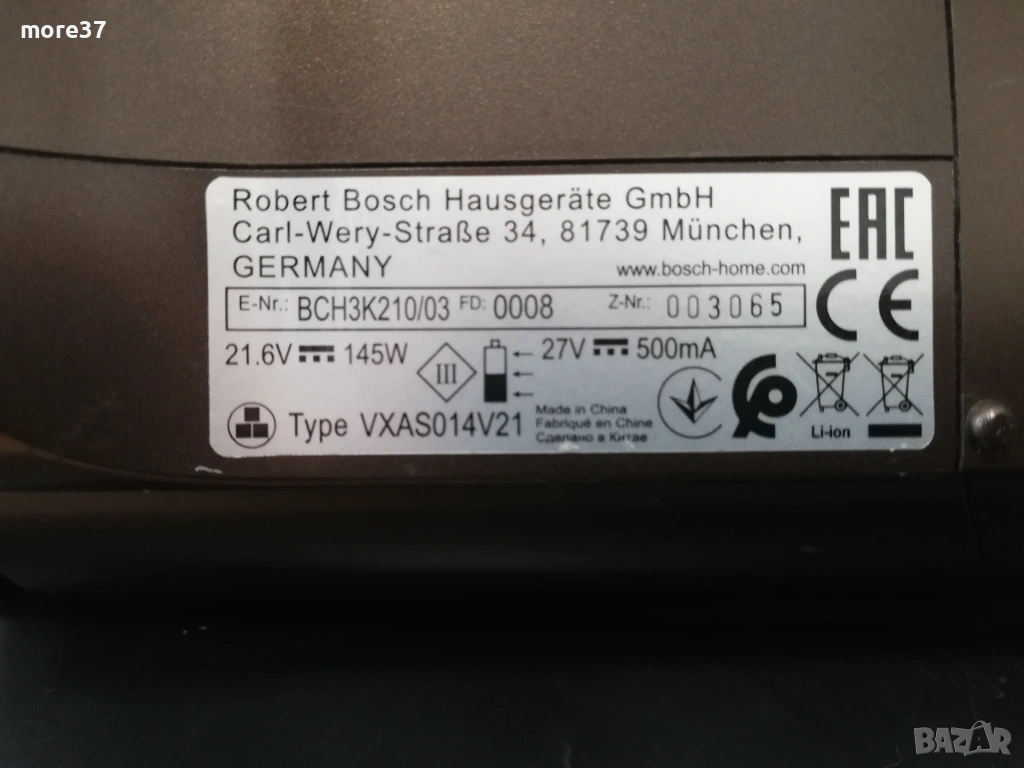 more37
Robert Bosch Hausgeräte GmbH
Carl-Wery-Straße 34, 81739 München,
GERMANY www.bosch-home.com
E-Nr.: BCH3K210/03 FD: 0008 Z-Nr.: 003065
21.6V 145W III 27V 500mA
Type VXAS014V21
Made in China
Fabriqué en Chine
Сделано в Китае
Li-ion
EAC
CE
BAZAR